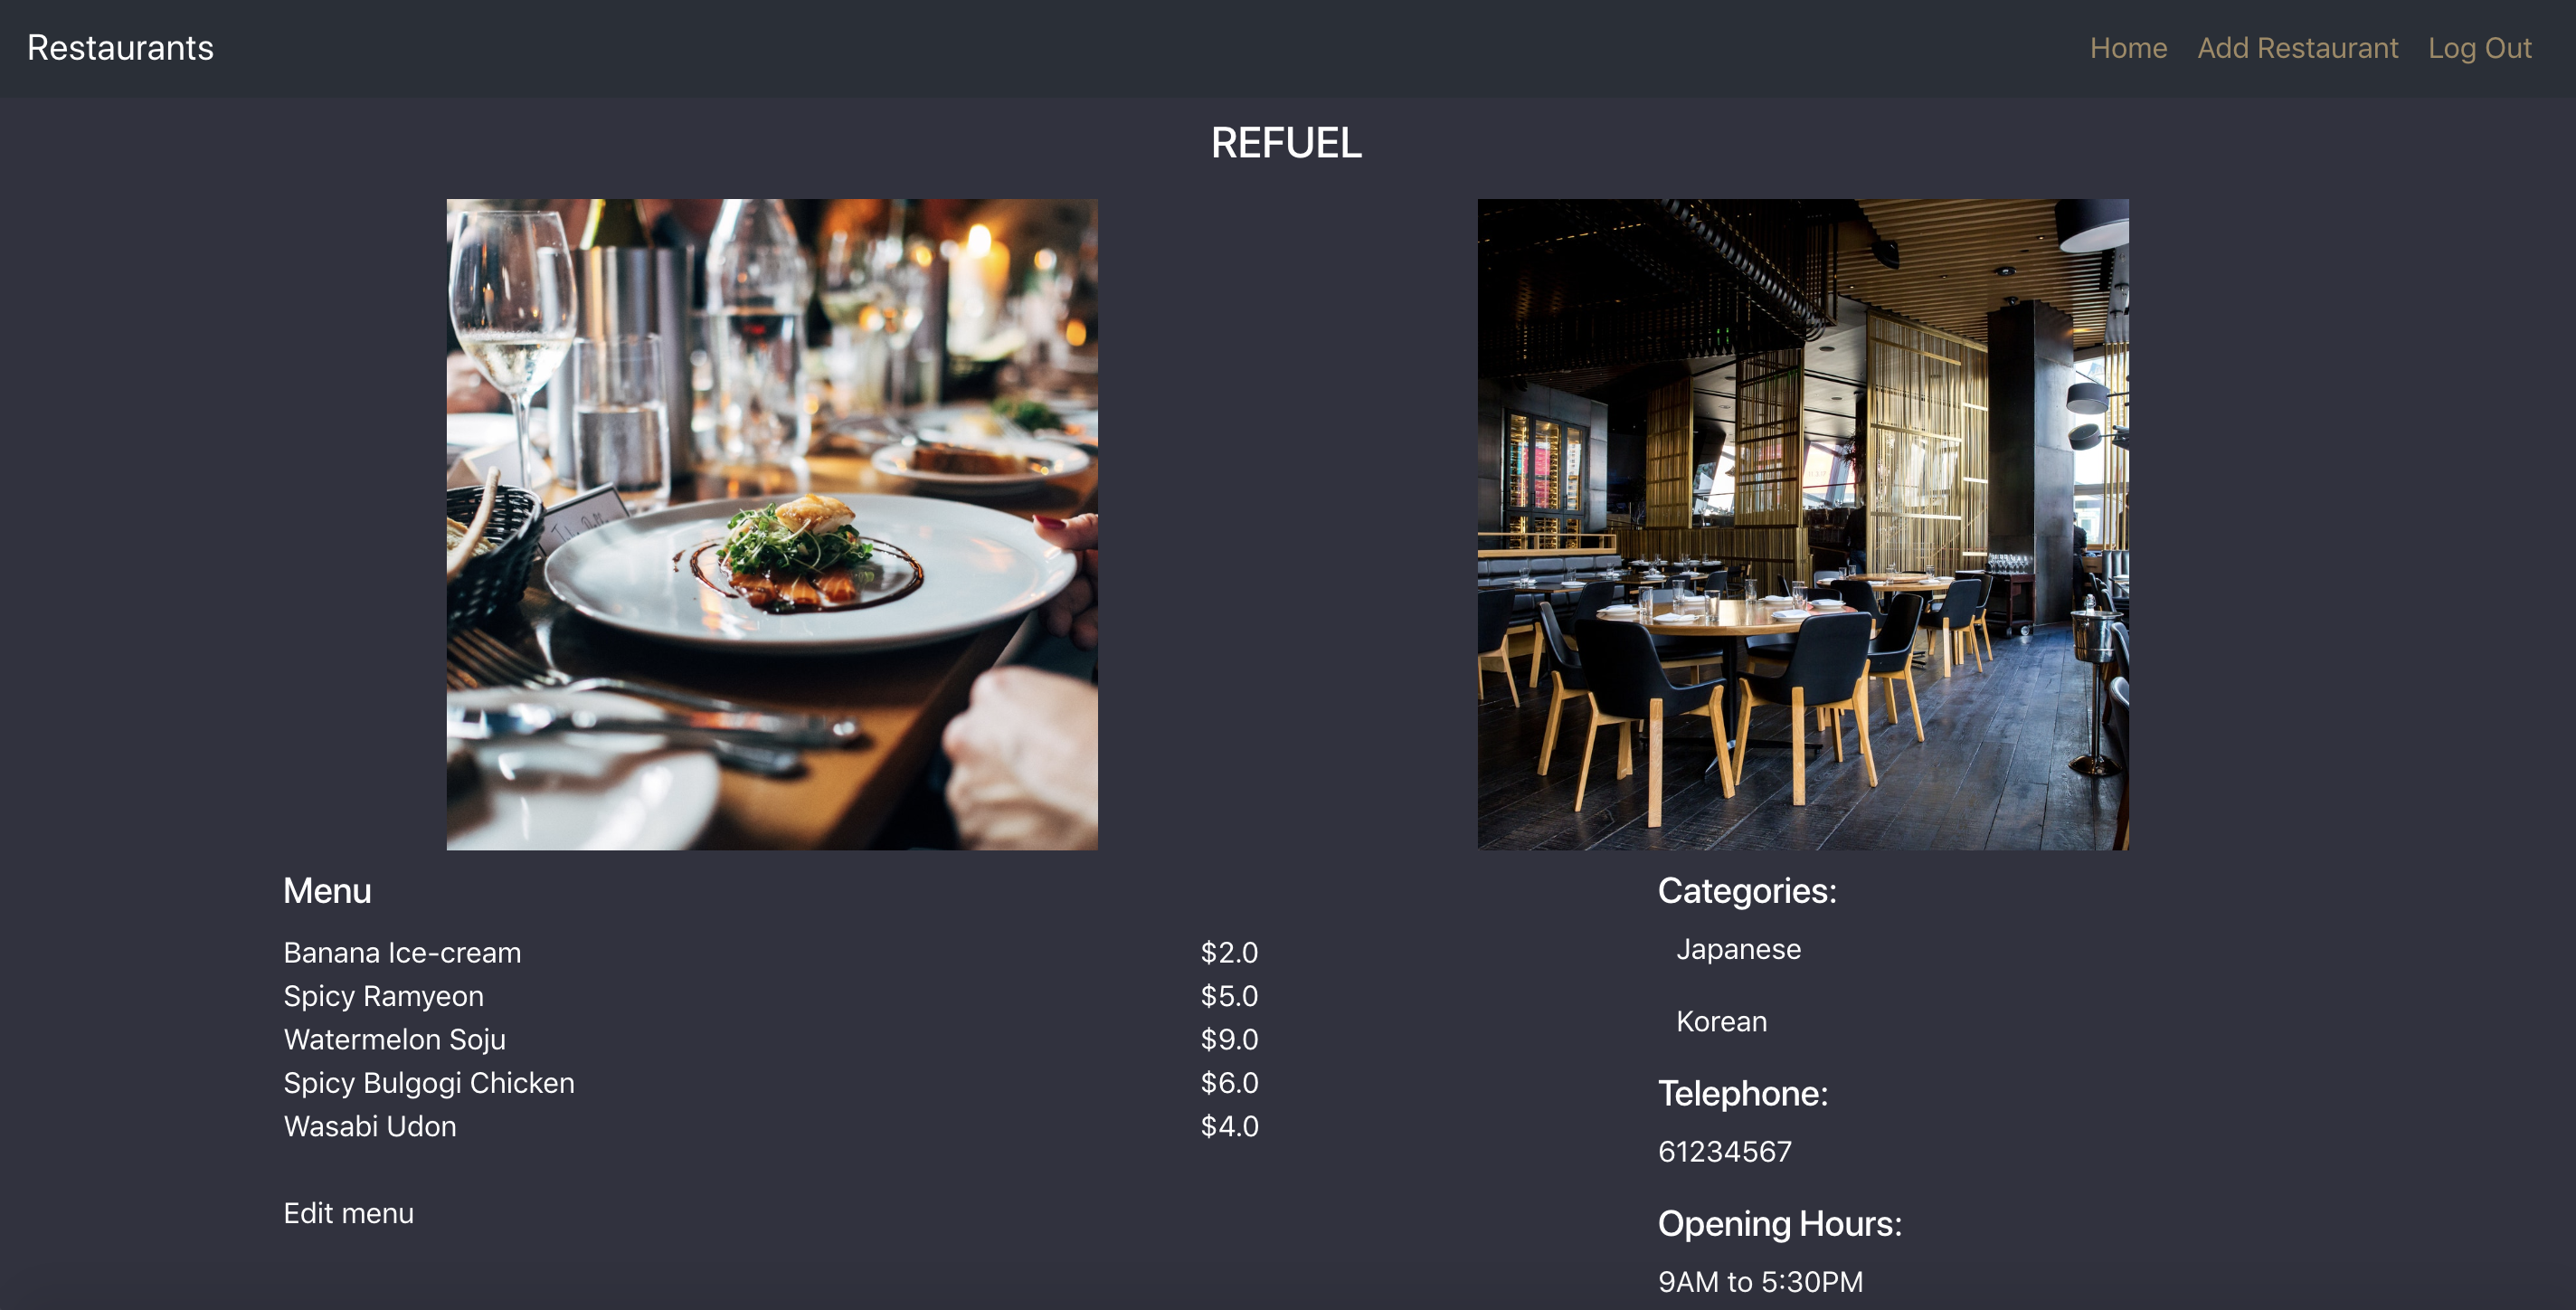 Restaurants
Home Add Restaurant Log Out
REFUEL
Menu
Banana Ice-cream $2.0
Spicy Ramyeon $5.0
Watermelon Soju $9.0
Spicy Bulgogi Chicken $6.0
Wasabi Udon $4.0
Edit menu
Categories:
Japanese
Korean
Telephone:
61234567
Opening Hours:
9AM to 5:30PM